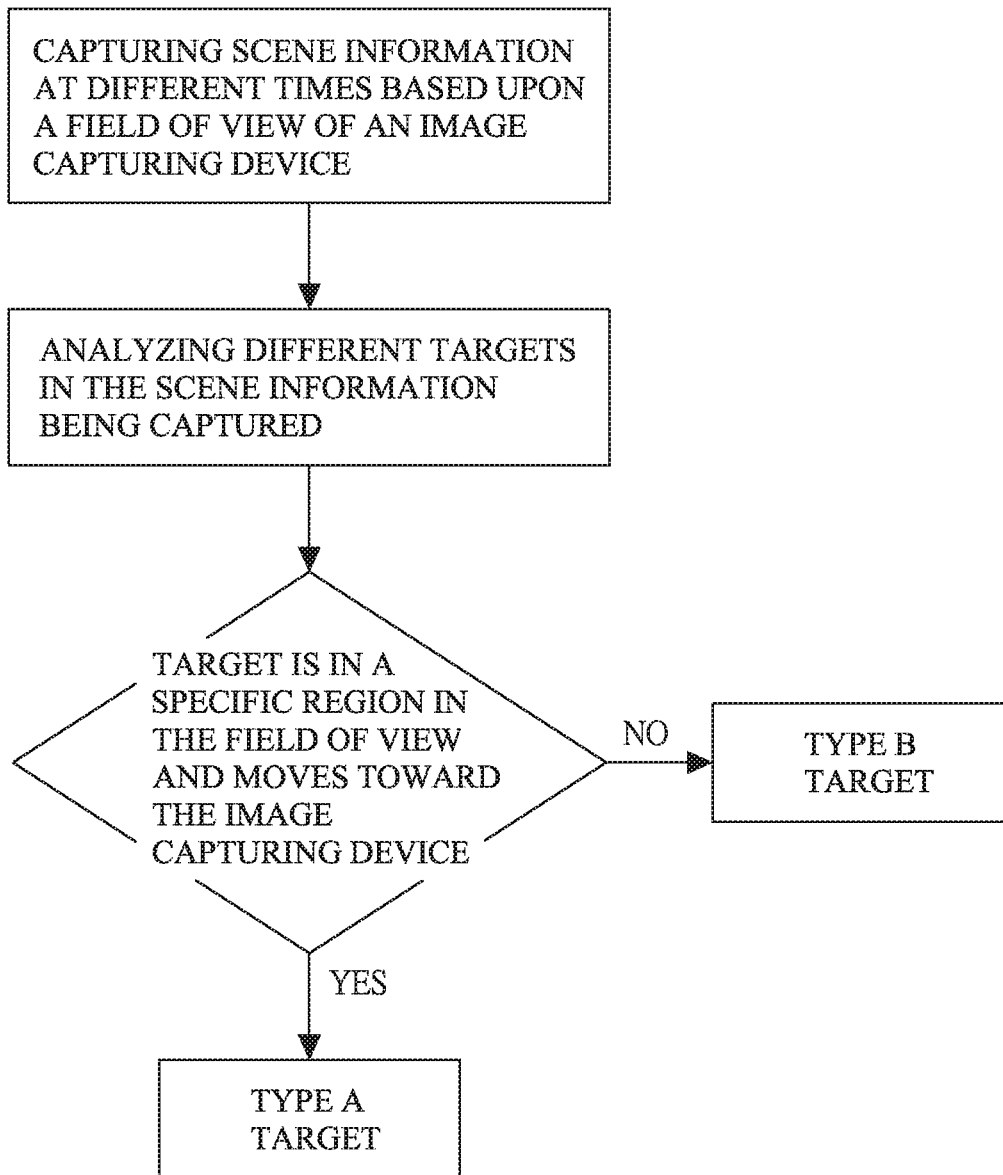 CAPTURING SCENE INFORMATION
AT DIFFERENT TIMES BASED UPON
A FIELD OF VIEW OF AN IMAGE
CAPTURING DEVICE
ANALYZING DIFFERENT TARGETS
IN THE SCENE INFORMATION
BEING CAPTURED
TARGET IS IN A
SPECIFIC REGION IN
THE FIELD OF VIEW
AND MOVES TOWARD
THE IMAGE
CAPTURING DEVICE
NO
TYPE B
TARGET
YES
TYPE A
TARGET